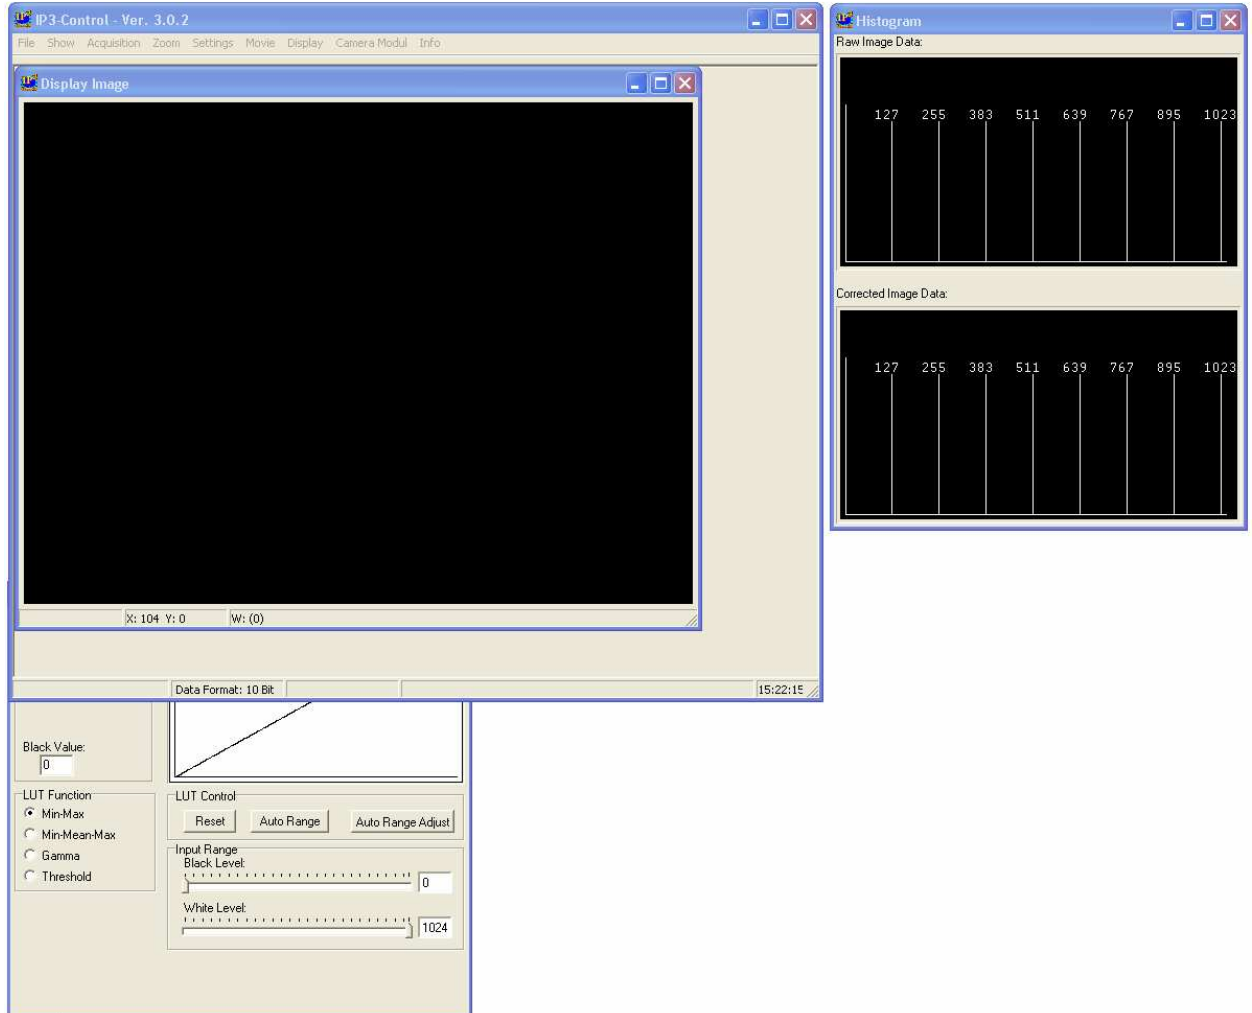 IP3-Control - Ver. 3.0.2
File Show Acquisition Zoom Settings Movie Display Camera Modul Info
Display Image
X: 104 Y: 0 W: (0)
Data Format: 10 Bit 15:22:15
Histogram
Raw Image Data:
127 255 383 511 639 767 895 1023
Corrected Image Data:
127 255 383 511 639 767 895 1023
Black Value:
0
LUT Function
Min-Max
Min-Mean-Max
Gamma
Threshold
LUT Control
Reset Auto Range Auto Range Adjust
Input Range
Black Level:
0
White Level:
1024